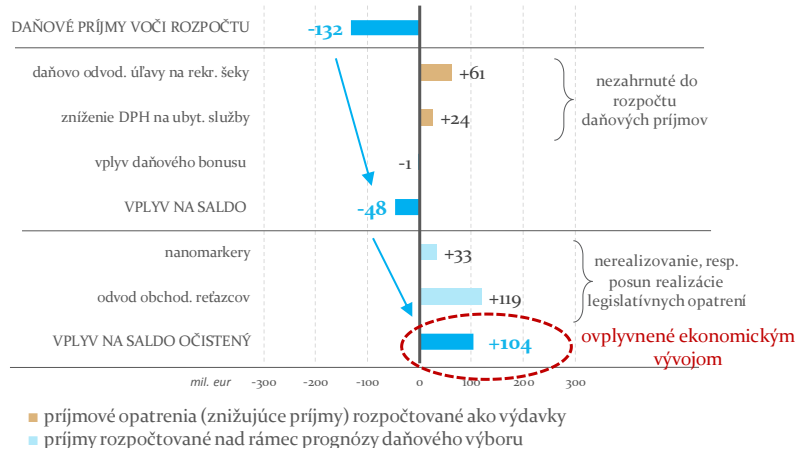 DAŇOVÉ PRÍJMY VOČI ROZPOČTU
-132
daňovo odvod. úľavy na rekr. šeky
+61
nezahrnuté do
rozpočtu
daňových príjmov
zníženie DPH na ubyt. služby
+24
vplyv daňového bonusu
-1
VPLYV NA SALDO
-48
nanomarkery
+33
nerealizovanie, resp.
posun realizácie
legislatívnych opatrení
odvod obchod. reťazcov
+119
VPLYV NA SALDO OČISTENÝ
+104
ovplyvnené ekonomickým
vývojom
mil. eur
-300 -200 -100 0 100 200 300
príjmové opatrenia (znižujúce príjmy) rozpočtované ako výdavky
príjmy rozpočtované nad rámec prognózy daňového výboru